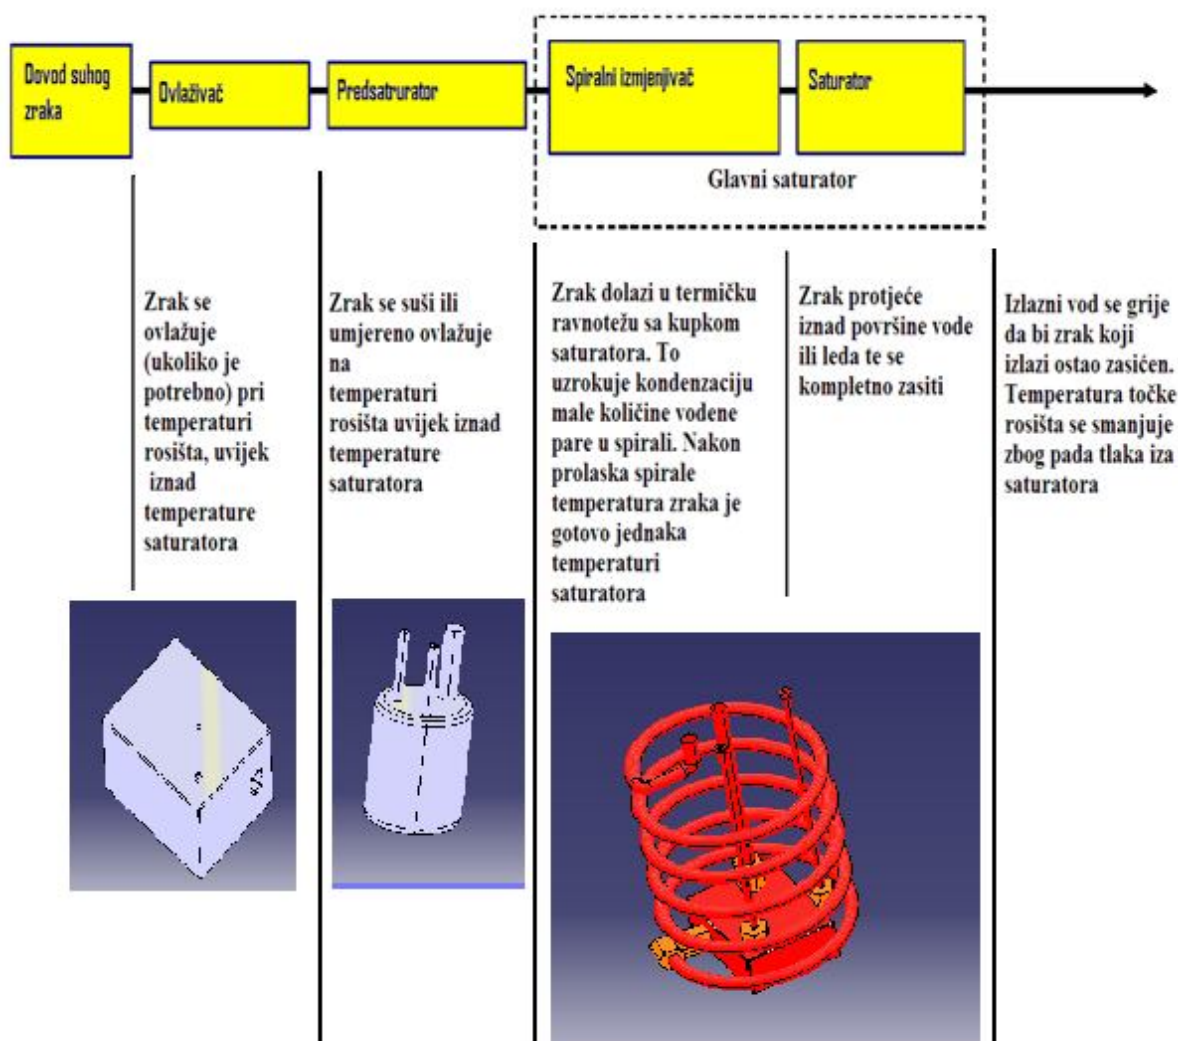 Dovod suhog
zraka
Ovlaživač
Predsatrurator
Spiralni izmjenjivač
Saturator
Glavni saturator
Zrak se
ovlažuje
(ukoliko je
potrebno) pri
temperaturi
rosišta, uvijek
iznad
temperature
saturatora
Zrak se suši ili
umjereno ovlažuje
na
temperaturi
rosišta uvijek iznad
temperature
saturatora
Zrak dolazi u termičku
ravnotežu sa kupkom
saturatora. To
uzrokuje kondenzaciju
male količine vodene
pare u spirali. Nakon
prolaska spirale
temperatura zraka je
gotovo jednaka
temperaturi
saturatora
Zrak protjeće
iznad površine vode
ili leda te se
kompletno zasiti
Izlazni vod se grije
da bi zrak koji
izlazi ostao zasićen.
Temperatura točke
rosišta se smanjuje
zbog pada tlaka iza
saturatora